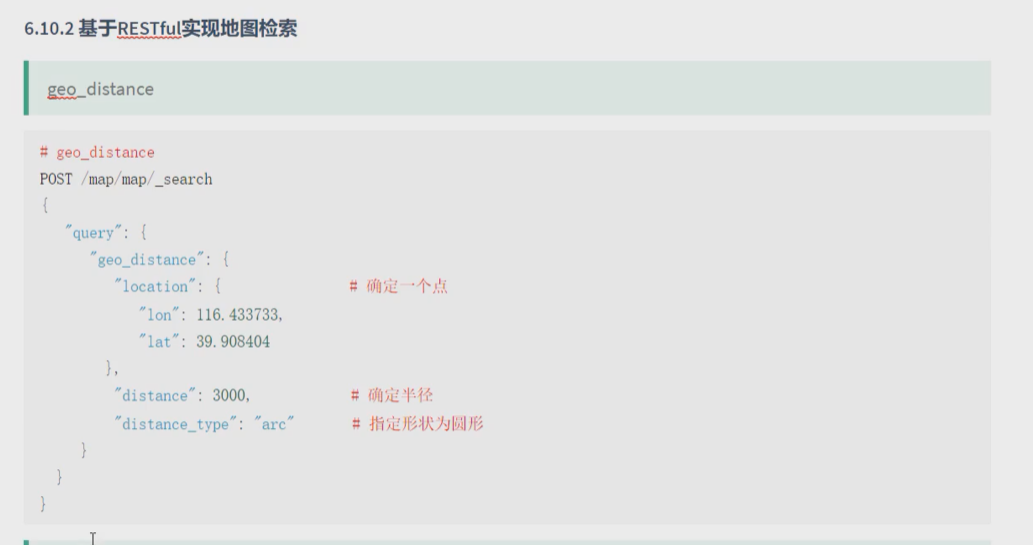 6.10.2 基于RESTful实现地图检索
geo_distance
# geo_distance
POST /map/map/_search
{
"query": {
"geo_distance": {
"location": { # 确定一个点
"lon": 116.433733,
"lat": 39.908404
},
"distance": 3000, # 确定半径
"distance_type": "arc" # 指定形状为圆形
}
}
}